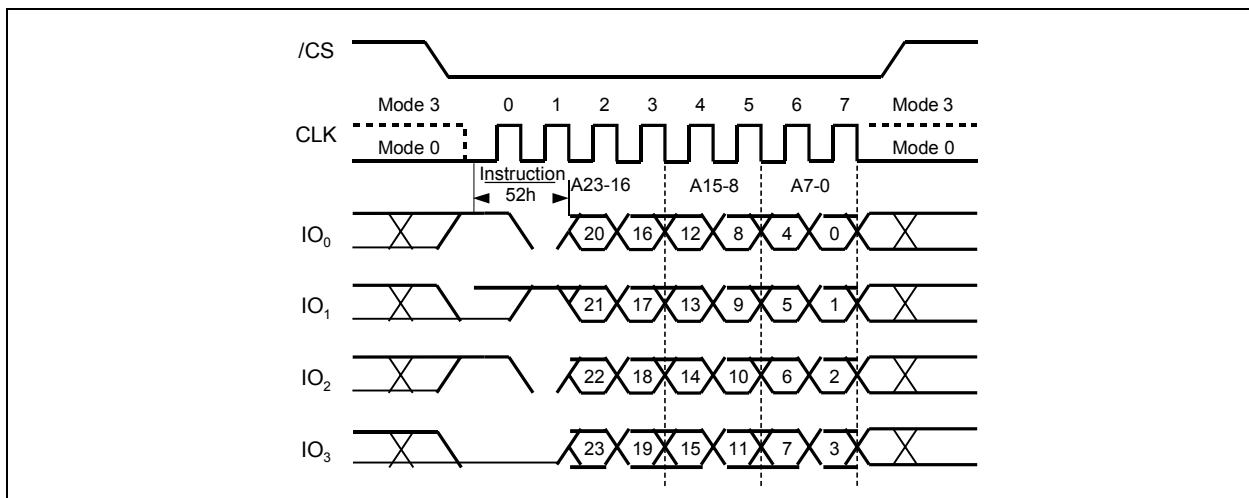 /CS
Mode 3 0 1 2 3 4 5 6 7 Mode 3
CLK
Mode 0 Mode 0
Instruction
52h
A23-16 A15-8 A7-0
IO0 20 16 12 8 4 0
IO1 21 17 13 9 5 1
IO2 22 18 14 10 6 2
IO3 23 19 15 11 7 3